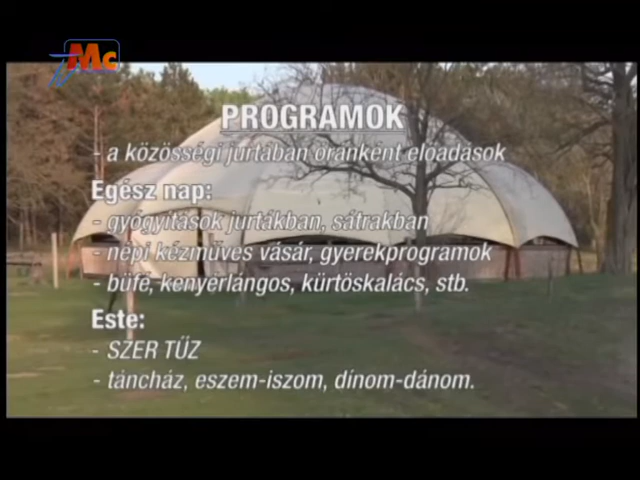 Mc
PROGRAMOK
- a közösségi jurtában óránként előadások
Egész nap:
- gyógyítások jurtákban, sátrakban
- népi kézműves vásár, gyerekprogramok
- büfé, kenyérlángos, kürtöskalács, stb.
Este:
- SZER TŰZ
- táncház, eszem-iszom, dínom-dánom.